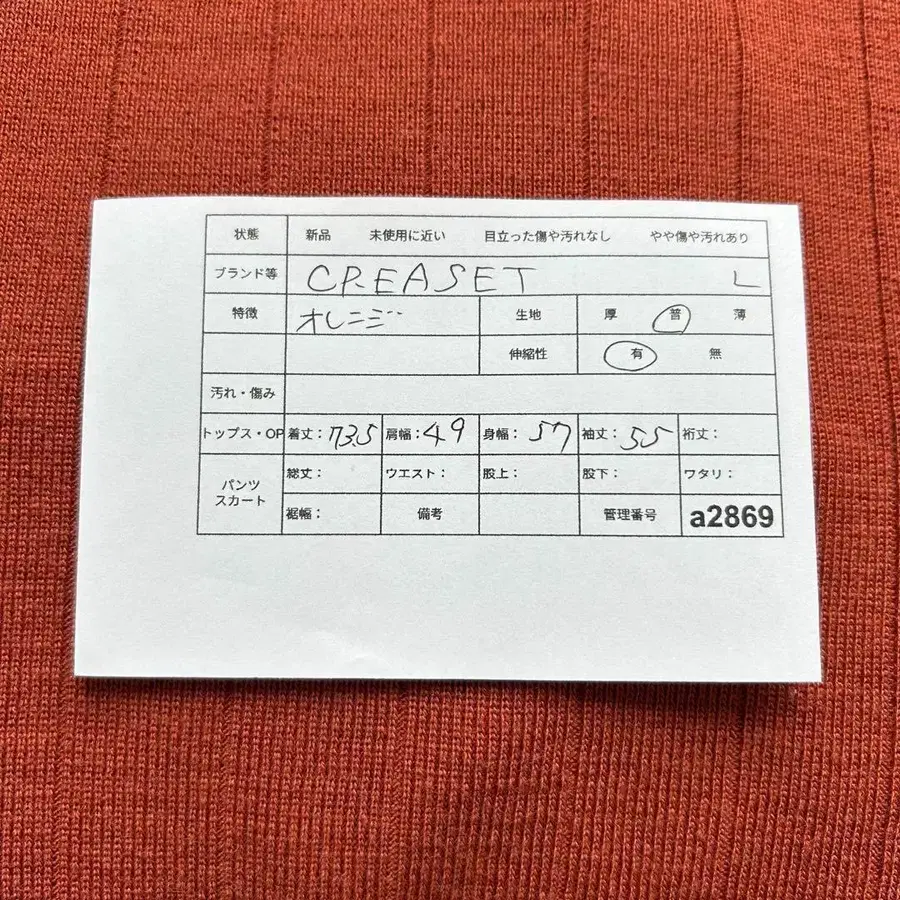 状態 新品 未使用に近い 目立った傷や汚れなし やや傷や汚れあり
ブランド等 CREASET L
特徴 オレンジ 生地 厚 普 薄
伸縮性 有 無
汚れ・傷み
トップス・OP 着丈：73.5 肩幅：49 身幅：57 袖丈：55 裄丈：
パンツ スカート 総丈： ウエスト： 股上： 股下： ワタリ：
裾幅： 備考 管理番号 a2869